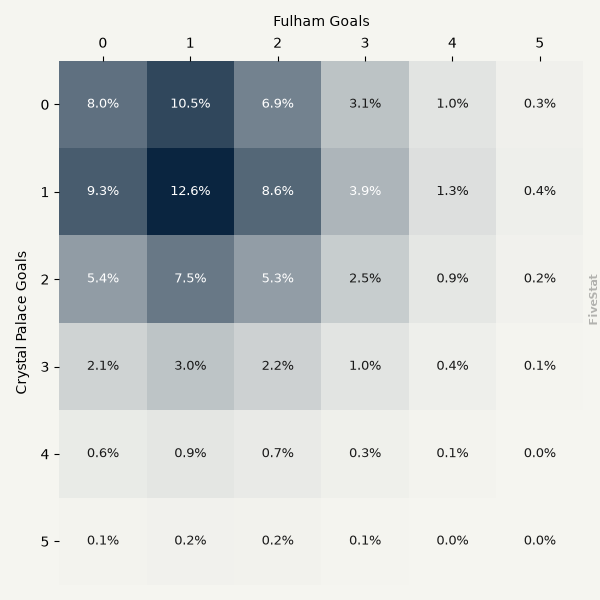 Fulham Goals
0 1 2 3 4 5
0 8.0% 10.5% 6.9% 3.1% 1.0% 0.3%
1 9.3% 12.6% 8.6% 3.9% 1.3% 0.4%
2 5.4% 7.5% 5.3% 2.5% 0.9% 0.2%
3 2.1% 3.0% 2.2% 1.0% 0.4% 0.1%
4 0.6% 0.9% 0.7% 0.3% 0.1% 0.0%
5 0.1% 0.2% 0.2% 0.1% 0.0% 0.0%
Crystal Palace Goals
FiveStat